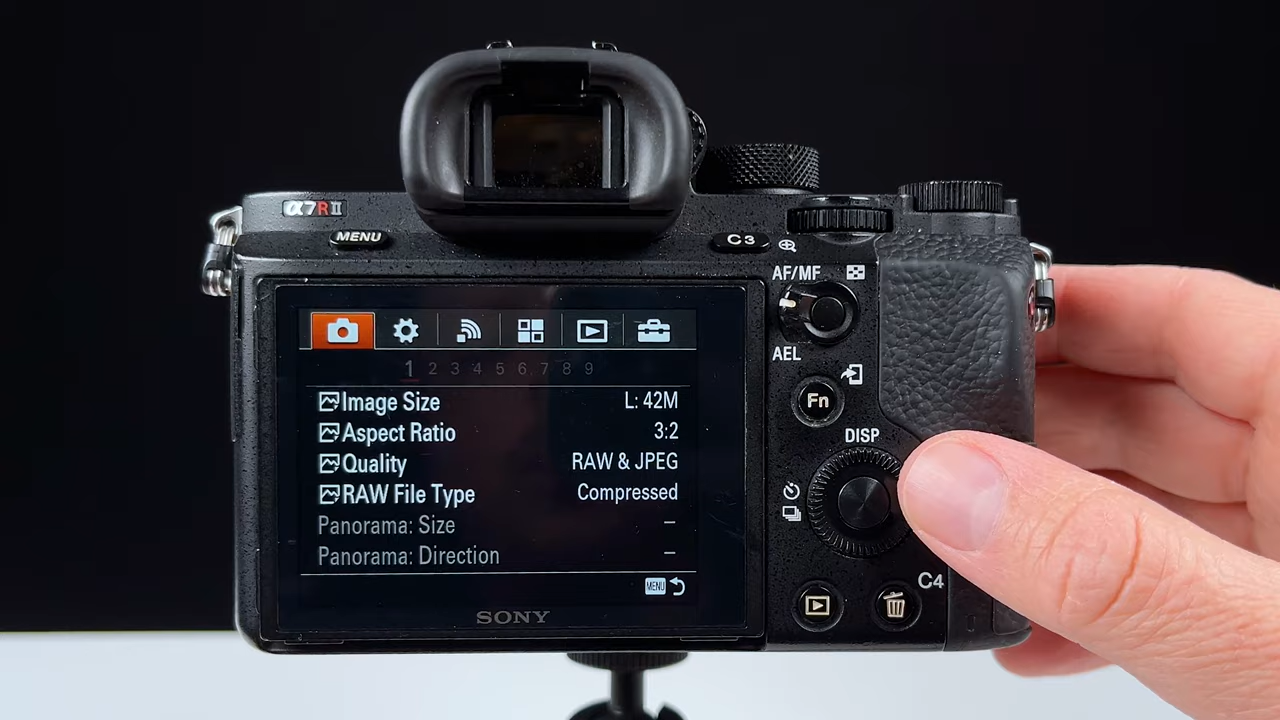 α7RII
MENU
C3
AF/MF
AEL
Fn
DISP
1 2 3 4 5 6 7 8 9
Image Size L: 42M
Aspect Ratio 3:2
Quality RAW & JPEG
RAW File Type Compressed
Panorama: Size –
Panorama: Direction –
MENU
C4
SONY